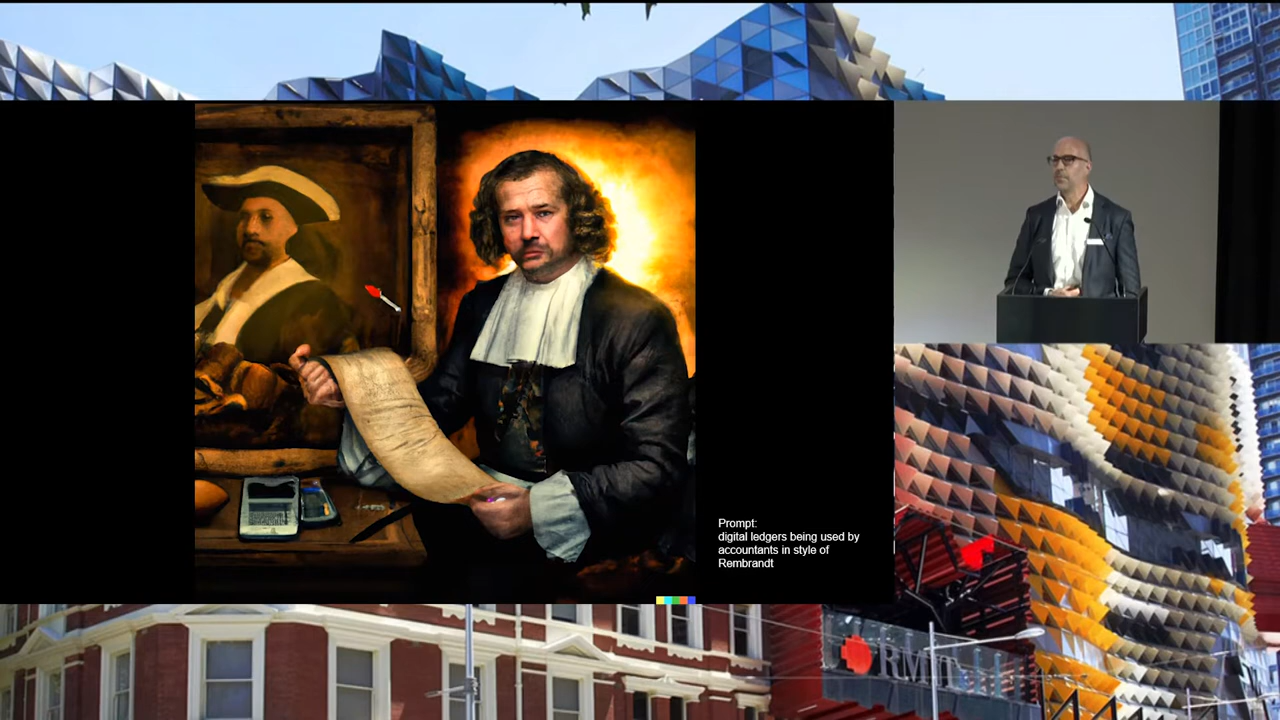 Prompt:
digital ledgers being used by
accountants in style of
Rembrandt
RMIT